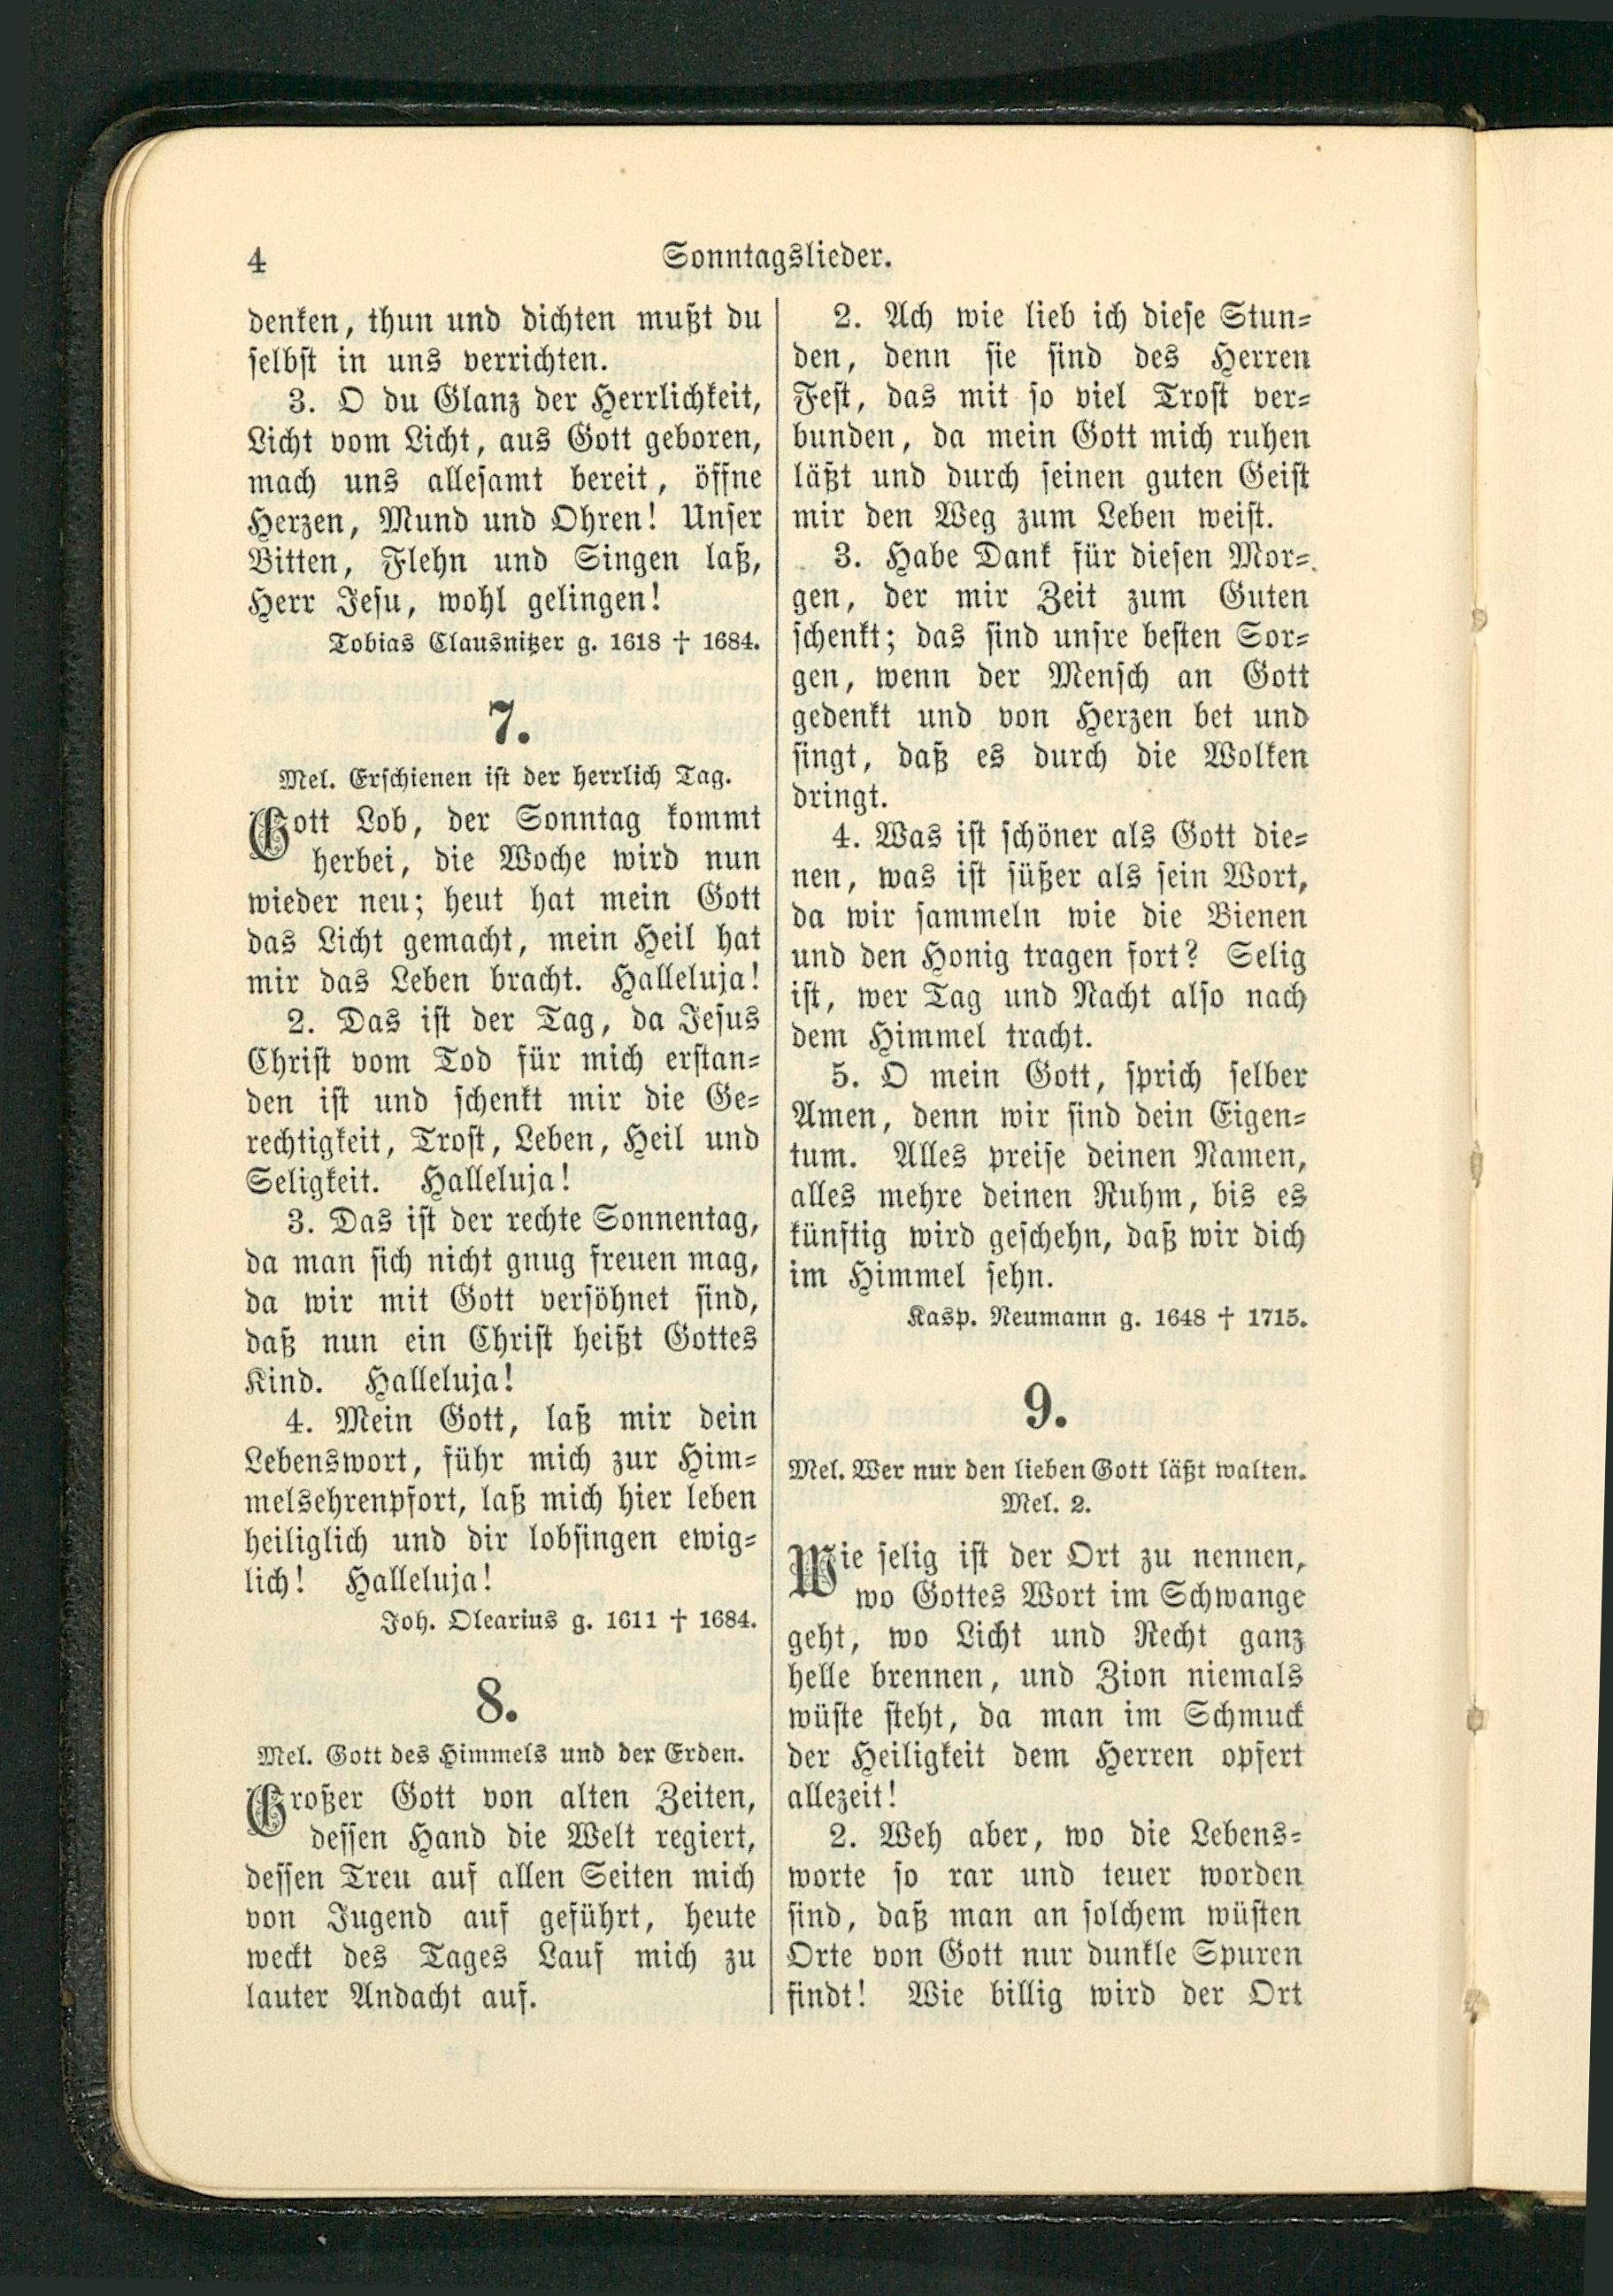 4
Sonntagslieder.
denken, thun und dichten mußt du
selbst in uns verrichten.
3. O du Glanz der Herrlichkeit,
Licht vom Licht, aus Gott geboren,
mach uns allesamt bereit, öffne
Herzen, Mund und Ohren! Unser
Bitten, Flehn und Singen laß,
Herr Jesu, wohl gelingen!
Tobias Clausnitzer g. 1618 † 1684.
7.
Mel. Erschienen ist der herrlich Tag.
Gott Lob, der Sonntag kommt
herbei, die Woche wird nun
wieder neu; heut hat mein Gott
das Licht gemacht, mein Heil hat
mir das Leben bracht. Halleluja!
2. Das ist der Tag, da Jesus
Christ vom Tod für mich erstan-
den ist und schenkt mir die Ge-
rechtigkeit, Trost, Leben, Heil und
Seligkeit. Halleluja!
3. Das ist der rechte Sonnentag,
da man sich nicht gnug freuen mag,
da wir mit Gott versöhnet sind,
daß nun ein Christ heißt Gottes
Kind. Halleluja!
4. Mein Gott, laß mir dein
Lebenswort, führ mich zur Him-
melsehrenpfort, laß mich hier leben
heiliglich und dir lobsingen ewig-
lich! Halleluja!
Joh. Olearius g. 1611 † 1684.
8.
Mel. Gott des Himmels und der Erden.
Großer Gott von alten Zeiten,
dessen Hand die Welt regiert,
dessen Treu auf allen Seiten mich
von Jugend auf geführt, heute
weckt des Tages Lauf mich zu
lauter Andacht auf.
2. Ach wie lieb ich diese Stun-
den, denn sie sind des Herren
Fest, das mit so viel Trost ver-
bunden, da mein Gott mich ruhen
läßt und durch seinen guten Geist
mir den Weg zum Leben weist.
3. Habe Dank für diesen Mor-
gen, der mir Zeit zum Guten
schenkt; das sind unsre besten Sor-
gen, wenn der Mensch an Gott
gedenkt und von Herzen bet und
singt, daß es durch die Wolken
dringt.
4. Was ist schöner als Gott die-
nen, was ist süßer als sein Wort,
da wir sammeln wie die Bienen
und den Honig tragen fort? Selig
ist, wer Tag und Nacht also nach
dem Himmel tracht.
5. O mein Gott, sprich selber
Amen, denn wir sind dein Eigen-
tum. Alles preise deinen Namen,
alles mehre deinen Ruhm, bis es
künftig wird geschehn, daß wir dich
im Himmel sehn.
Kasp. Neumann g. 1648 † 1715.
9.
Mel. Wer nur den lieben Gott läßt walten.
Mel. 2.
Wie selig ist der Ort zu nennen,
wo Gottes Wort im Schwange
geht, wo Licht und Recht ganz
helle brennen, und Zion niemals
wüste steht, da man im Schmuck
der Heiligkeit dem Herren opfert
allezeit!
2. Weh aber, wo die Lebens-
worte so rar und teuer worden
sind, daß man an solchem wüsten
Orte von Gott nur dunkle Spuren
findt! Wie billig wird der Ort